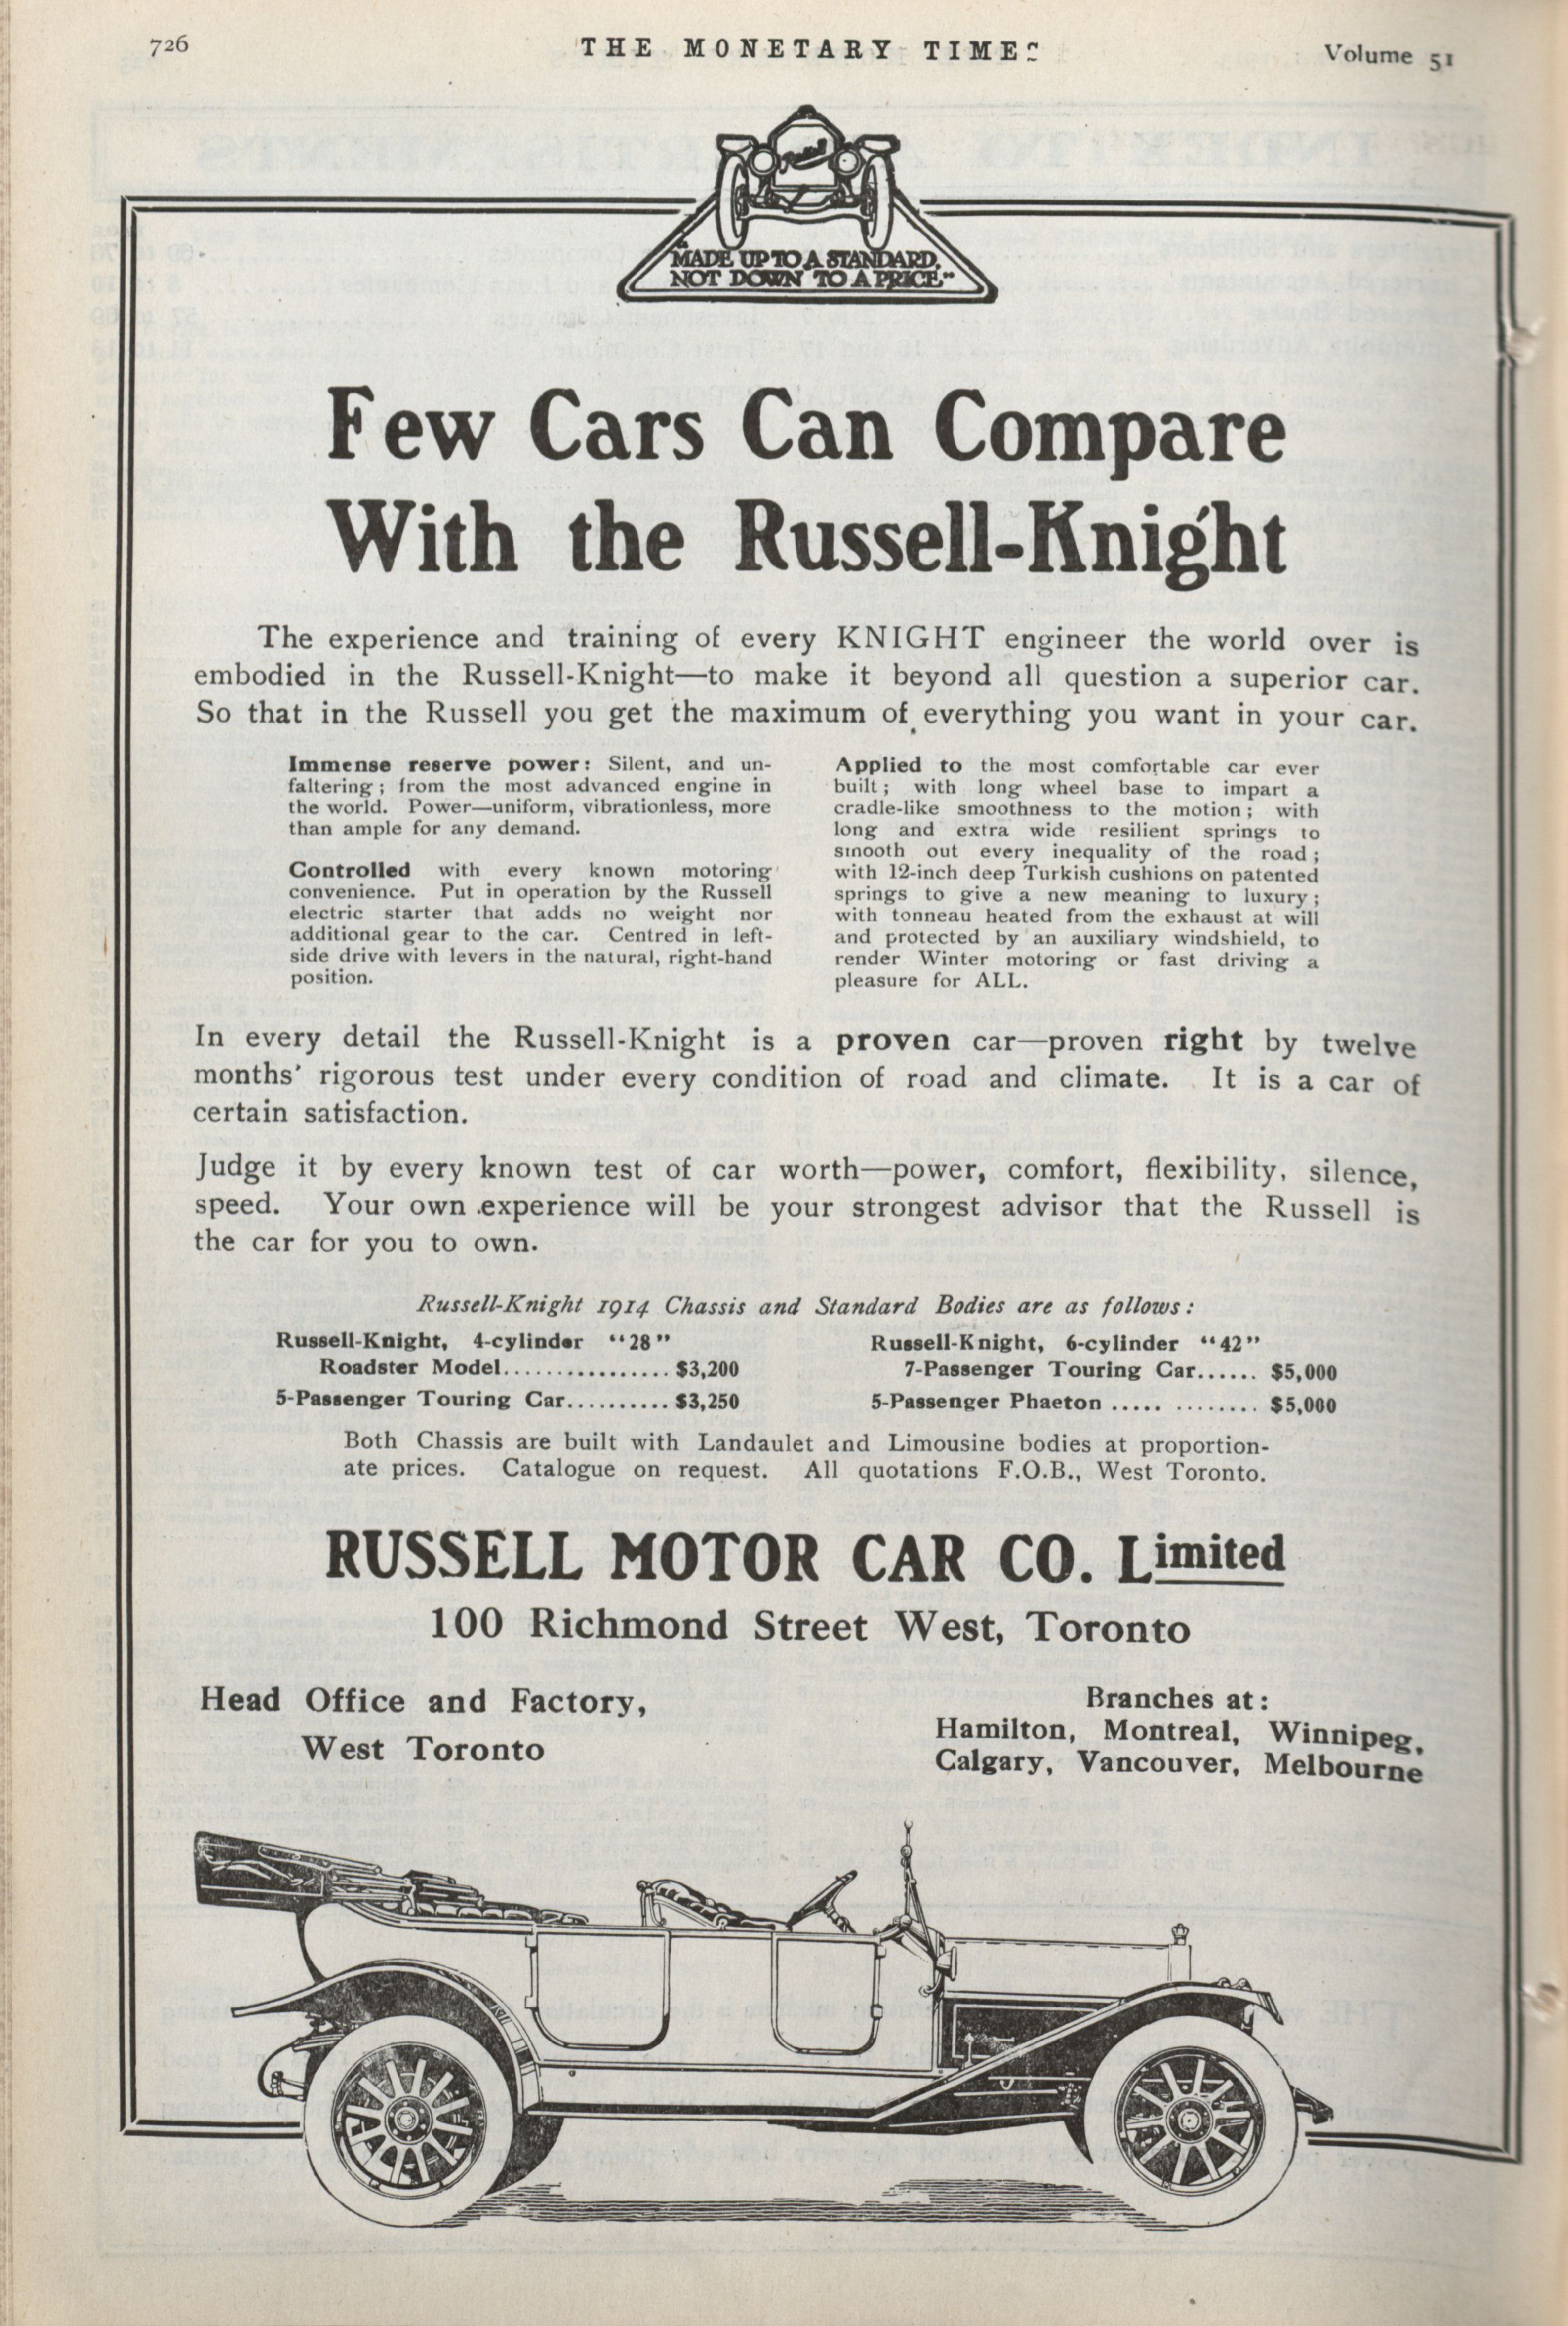 726
THE MONETARY TIMES
Volume 51
Russell
"MADE UP TO A STANDARD,
NOT DOWN TO A PRICE."
Few Cars Can Compare
With the Russell-Knight
The experience and training of every KNIGHT engineer the world over is
embodied in the Russell-Knight—to make it beyond all question a superior car.
So that in the Russell you get the maximum of everything you want in your car.
Immense reserve power: Silent, and un-
faltering; from the most advanced engine in
the world. Power—uniform, vibrationless, more
than ample for any demand.
Controlled with every known motoring
convenience. Put in operation by the Russell
electric starter that adds no weight nor
additional gear to the car. Centred in left-
side drive with levers in the natural, right-hand
position.
Applied to the most comfortable car ever
built; with long wheel base to impart a
cradle-like smoothness to the motion; with
long and extra wide resilient springs to
smooth out every inequality of the road;
with 12-inch deep Turkish cushions on patented
springs to give a new meaning to luxury;
with tonneau heated from the exhaust at will
and protected by an auxiliary windshield, to
render Winter motoring or fast driving a
pleasure for ALL.
In every detail the Russell-Knight is a proven car—proven right by twelve
months' rigorous test under every condition of road and climate. It is a car of
certain satisfaction.
Judge it by every known test of car worth—power, comfort, flexibility, silence,
speed. Your own experience will be your strongest advisor that the Russell is
the car for you to own.
Russell-Knight 1914 Chassis and Standard Bodies are as follows:
Russell-Knight, 4-cylinder "28"
Roadster Model................ $3,200
5-Passenger Touring Car.......... $3,250
Russell-Knight, 6-cylinder "42"
7-Passenger Touring Car...... $5,000
5-Passenger Phaeton ..... ........ $5,000
Both Chassis are built with Landaulet and Limousine bodies at proportion-
ate prices. Catalogue on request. All quotations F.O.B., West Toronto.
RUSSELL MOTOR CAR CO. Limited
100 Richmond Street West, Toronto
Head Office and Factory,
West Toronto
Branches at:
Hamilton, Montreal, Winnipeg,
Calgary, Vancouver, Melbourne